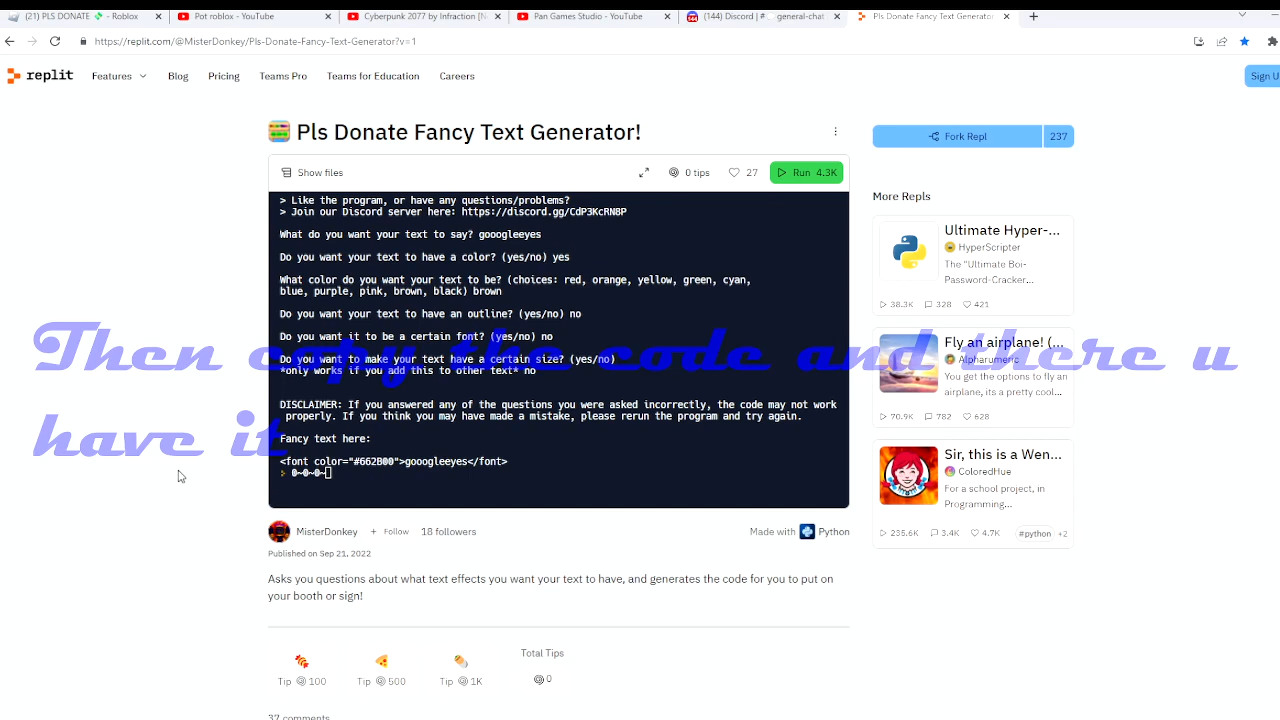 (21) PLS DONATE - Roblox
Pot roblox - YouTube
Cyberpunk 2077 by Infraction [N
Pan Games Studio - YouTube
(144) Discord | # general-chat
Pls Donate Fancy Text Generator
https://replit.com/@MisterDonkey/Pls-Donate-Fancy-Text-Generator?v=1
replit
Features
Blog
Pricing
Teams Pro
Teams for Education
Careers
Sign U
Pls Donate Fancy Text Generator!
Fork Repl 237
Show files
0 tips
27
Run 4.3K
> Like the program, or have any questions/problems?
> Join our Discord server here: https://discord.gg/CdP3KcRN8P
What do you want your text to say? gooogleeyes
Do you want your text to have a color? (yes/no) yes
What color do you want your text to be? (choices: red, orange, yellow, green, cyan,
blue, purple, pink, brown, black) brown
Do you want your text to have an outline? (yes/no) no
Do you want it to be a certain font? (yes/no) no
Do you want to make your text have a certain size? (yes/no)
*only works if you add this to other text* no
DISCLAIMER: If you answered any of the questions you were asked incorrectly, the code may not work
properly. If you think you may have made a mistake, please rerun the program and try again.
Fancy text here:
<font color="#662B00">gooogleeyes</font>
> 0~0~0~
Then copy the code and there u
have it
More Repls
Ultimate Hyper-...
HyperScripter
The "Ultimate Boi-
Password-Cracker...
38.3K 328 421
Fly an airplane! (...
Alpharumeric
You get the options to fly an
airplane, its a pretty cool...
70.9K 782 628
Sir, this is a Wen...
ColoredHue
For a school project, in
Programming...
235.6K 3.4K 4.7K #python +2
MisterDonkey
+ Follow
18 followers
Made with Python
Published on Sep 21, 2022
Asks you questions about what text effects you want your text to have, and generates the code for you to put on
your booth or sign!
Tip 100
Tip 500
Tip 1K
Total Tips
0
37 comments